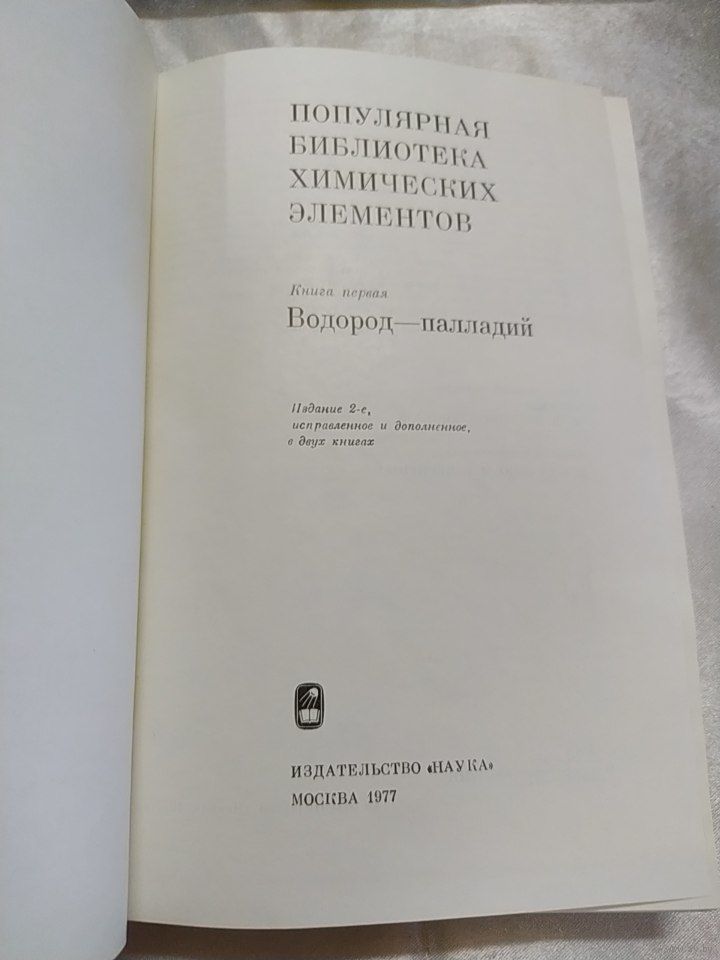 ПОПУЛЯРНАЯ
БИБЛИОТЕКА
ХИМИЧЕСКИХ
ЭЛЕМЕНТОВ
Книга первая
Водород—палладий
Издание 2-е,
исправленное и дополненное,
в двух книгах
ИЗДАТЕЛЬСТВО «НАУКА»
МОСКВА 1977